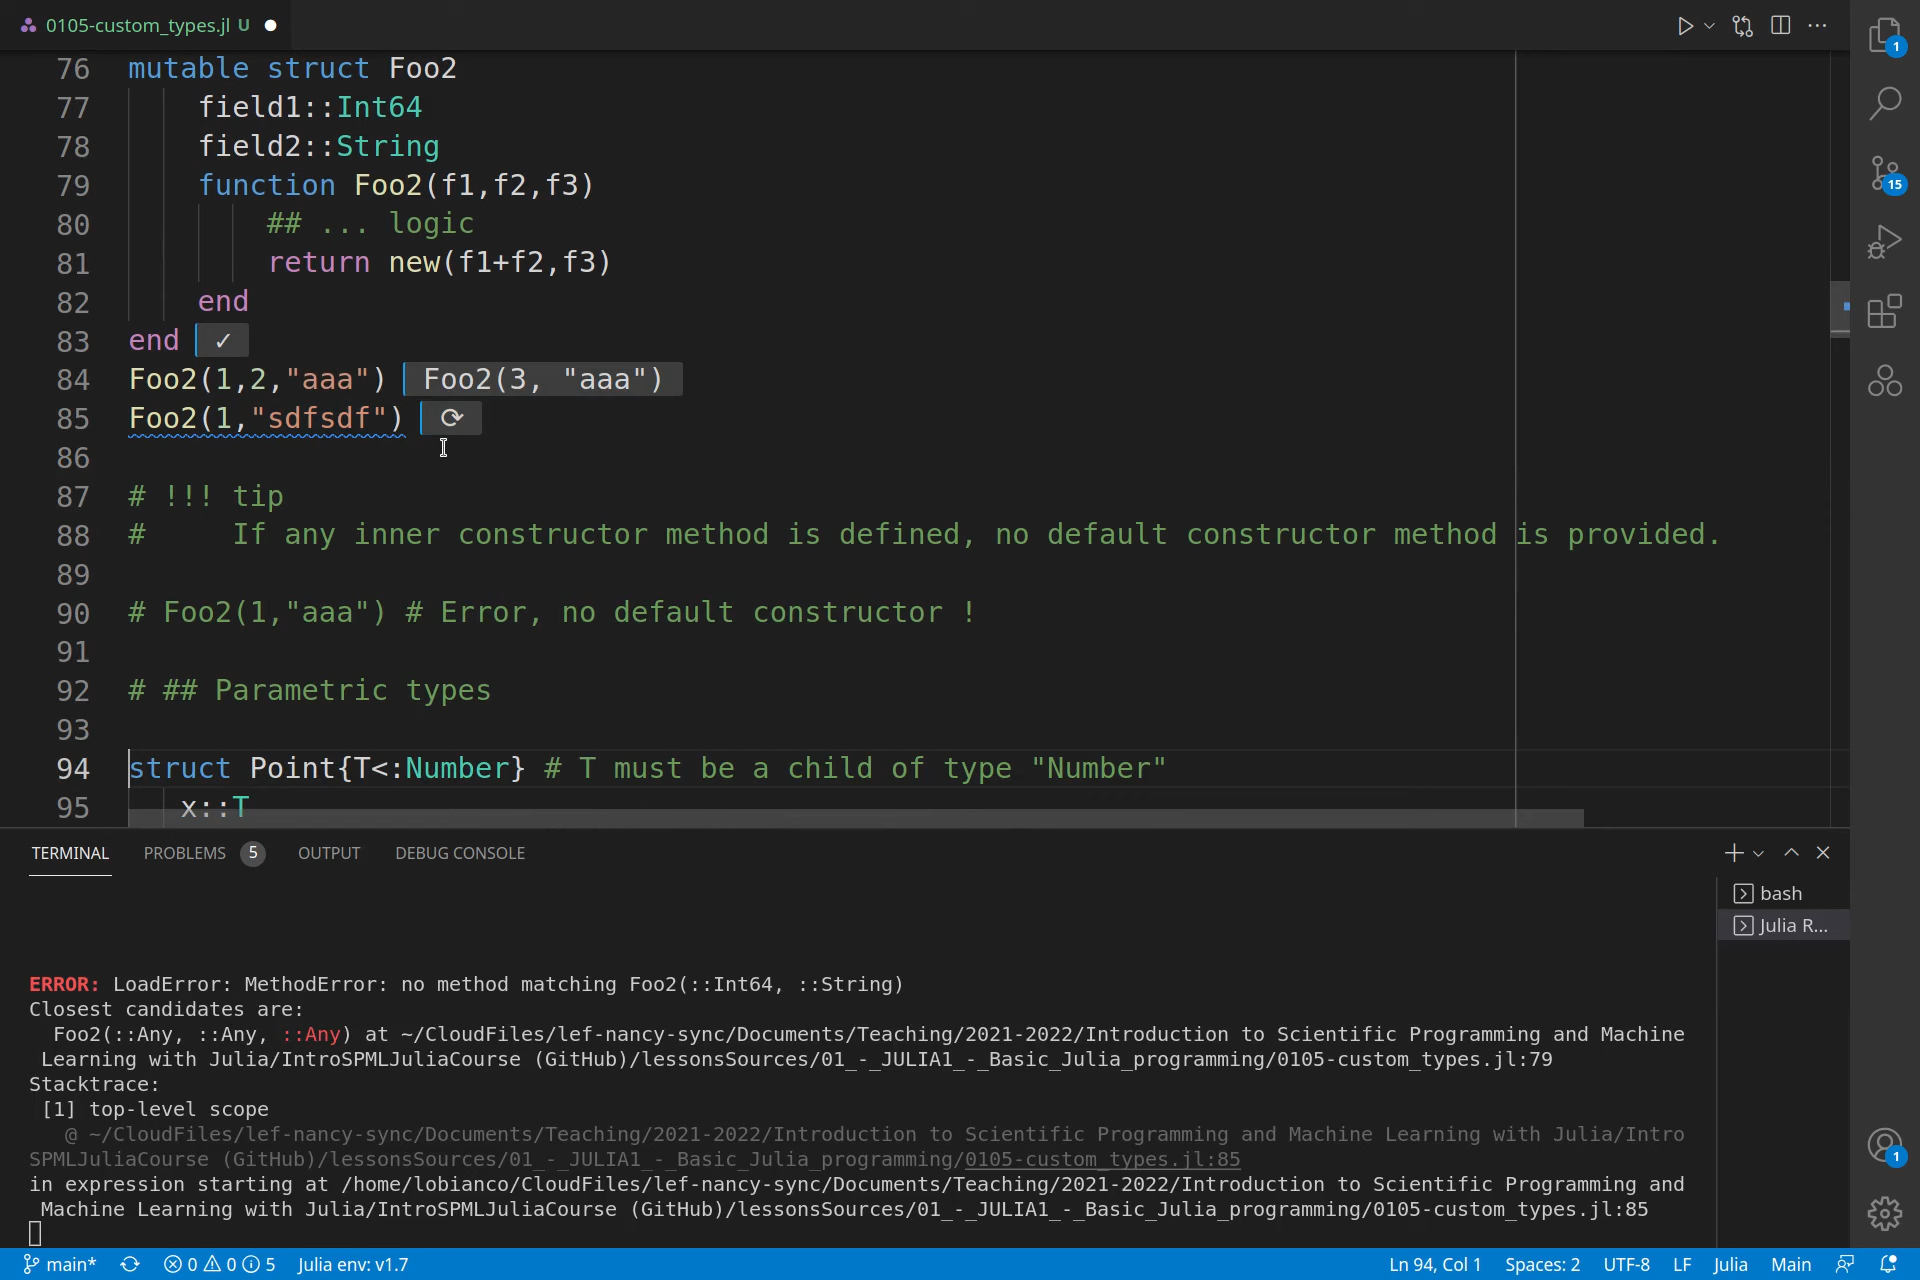 0105-custom_types.jl U
76 mutable struct Foo2
77 field1::Int64
78 field2::String
79 function Foo2(f1,f2,f3)
80 ## ... logic
81 return new(f1+f2,f3)
82 end
83 end ✓
84 Foo2(1,2,"aaa") Foo2(3, "aaa")
85 Foo2(1,"sdfsdf") ⟳
86
87 # !!! tip
88 #     If any inner constructor method is defined, no default constructor method is provided.
89
90 # Foo2(1,"aaa") # Error, no default constructor !
91
92 # ## Parametric types
93
94 struct Point{T<:Number} # T must be a child of type "Number"
95 x::T
1
15
TERMINAL PROBLEMS 5 OUTPUT DEBUG CONSOLE
bash
Julia R...
ERROR: LoadError: MethodError: no method matching Foo2(::Int64, ::String)
Closest candidates are:
Foo2(::Any, ::Any, ::Any) at ~/CloudFiles/lef-nancy-sync/Documents/Teaching/2021-2022/Introduction to Scientific Programming and Machine
Learning with Julia/IntroSPMLJuliaCourse (GitHub)/lessonsSources/01_-_JULIA1_-_Basic_Julia_programming/0105-custom_types.jl:79
Stacktrace:
[1] top-level scope
@ ~/CloudFiles/lef-nancy-sync/Documents/Teaching/2021-2022/Introduction to Scientific Programming and Machine Learning with Julia/Intro
SPMLJuliaCourse (GitHub)/lessonsSources/01_-_JULIA1_-_Basic_Julia_programming/0105-custom_types.jl:85
in expression starting at /home/lobianco/CloudFiles/lef-nancy-sync/Documents/Teaching/2021-2022/Introduction to Scientific Programming and
Machine Learning with Julia/IntroSPMLJuliaCourse (GitHub)/lessonsSources/01_-_JULIA1_-_Basic_Julia_programming/0105-custom_types.jl:85
1
main* 0 0 5 Julia env: v1.7 Ln 94, Col 1 Spaces: 2 UTF-8 LF Julia Main